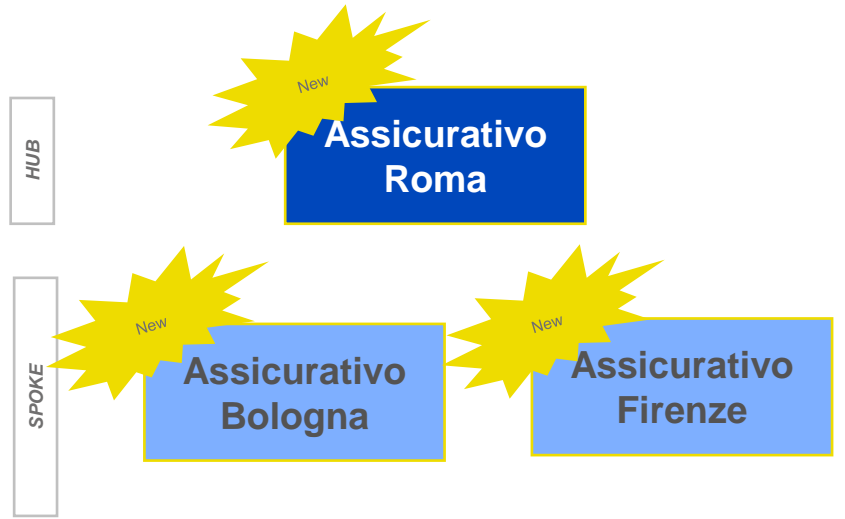 HUB
New
Assicurativo
Roma
SPOKE
New
Assicurativo
Bologna
New
Assicurativo
Firenze